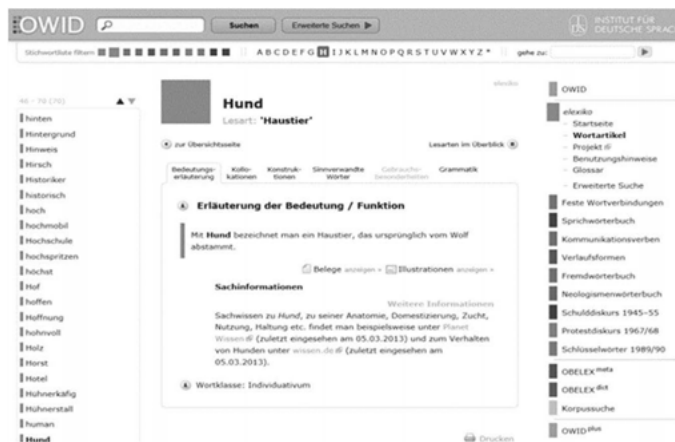 OWID
Suchen
Erweiterte Suchen
INSTITUT FÜR
DEUTSCHE SPRAC
Stichwortliste filtern
A B C D E F G H I J K L M N O P Q R S T U V W X Y Z *
gehe zu:
46 - 70 (70)
hinten
Hintergrund
Hinweis
Hirsch
Historiker
historisch
hoch
hochmobil
Hochschule
hochspritzen
höchst
Hof
hoffen
Hoffnung
hohnvoll
Holz
Horst
Hotel
Hühnerkäfig
Hühnerstall
human
Hund
elexiko
Hund
Lesart: 'Haustier'
zur Übersichtsseite
Lesarten im Überblick
Bedeutungs-
erläuterung
Kollo-
kationen
Konstruk-
tionen
Sinnverwandte
Wörter
Gebrauchs-
besonderheiten
Grammatik
Erläuterung der Bedeutung / Funktion
Mit Hund bezeichnet man ein Haustier, das ursprünglich vom Wolf
abstammt.
Belege anzeigen » Illustrationen anzeigen »
Sachinformationen
Weitere Informationen
Sachwissen zu Hund, zu seiner Anatomie, Domestizierung, Zucht,
Nutzung, Haltung etc. findet man beispielsweise unter Planet
Wissen (zuletzt eingesehen am 05.03.2013) und zum Verhalten
von Hunden unter wissen.de (zuletzt eingesehen am
05.03.2013).
Wortklasse: Individuativum
Drucken
OWID
elexiko
- Startseite
- Wortartikel
- Projekt
- Benutzungshinweise
- Glossar
- Erweiterte Suche
Feste Wortverbindungen
Sprichwörterbuch
Kommunikationsverben
Verlaufsformen
Fremdwörterbuch
Neologismenwörterbuch
Schulddiskurs 1945–55
Protestdiskurs 1967/68
Schlüsselwörter 1989/90
OBELEX meta
OBELEX dict
Korpussuche
OWID plus